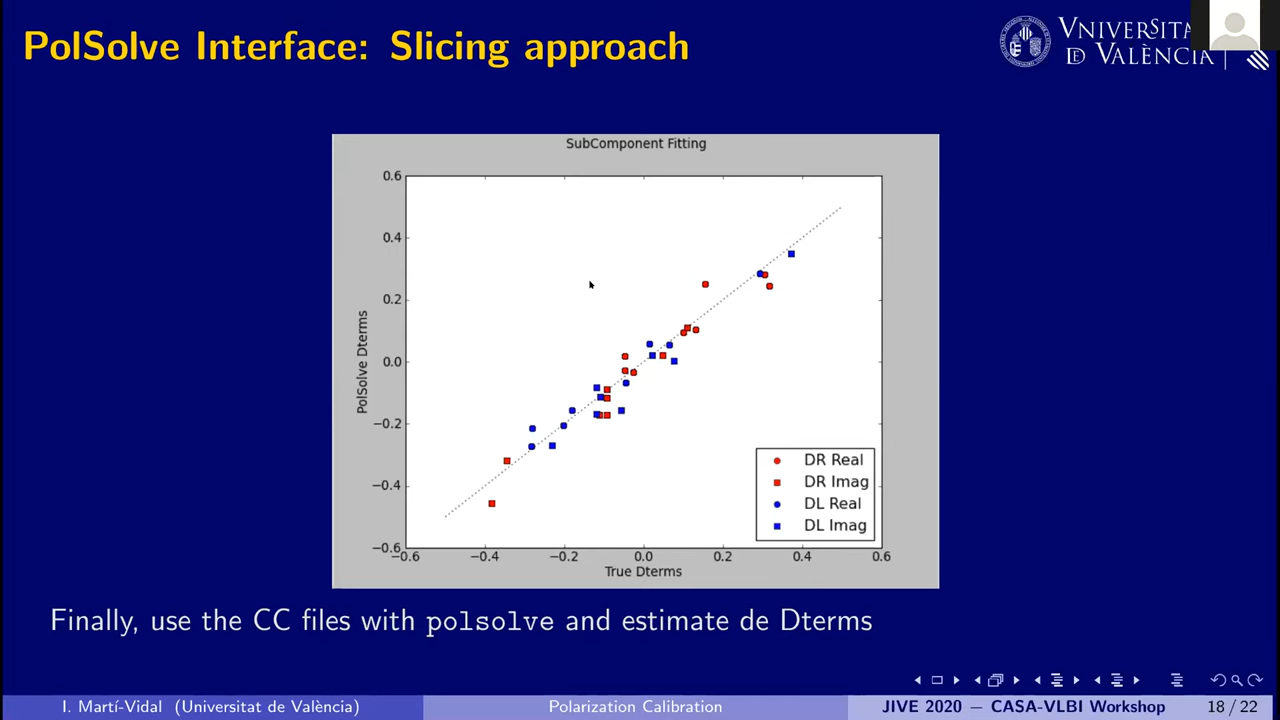 PolSolve Interface: Slicing approach
VNIVERSITA
DE VALÈNCIA
SubComponent Fitting
0.6
0.4
0.2
0.0
−0.2
−0.4
−0.6
PolSolve Dterms
−0.6 −0.4 −0.2 0.0 0.2 0.4 0.6
True Dterms
DR Real
DR Imag
DL Real
DL Imag
Finally, use the CC files with polsolve and estimate de Dterms
I. Martí-Vidal (Universitat de València) Polarization Calibration JIVE 2020 − CASA-VLBI Workshop 18 / 22